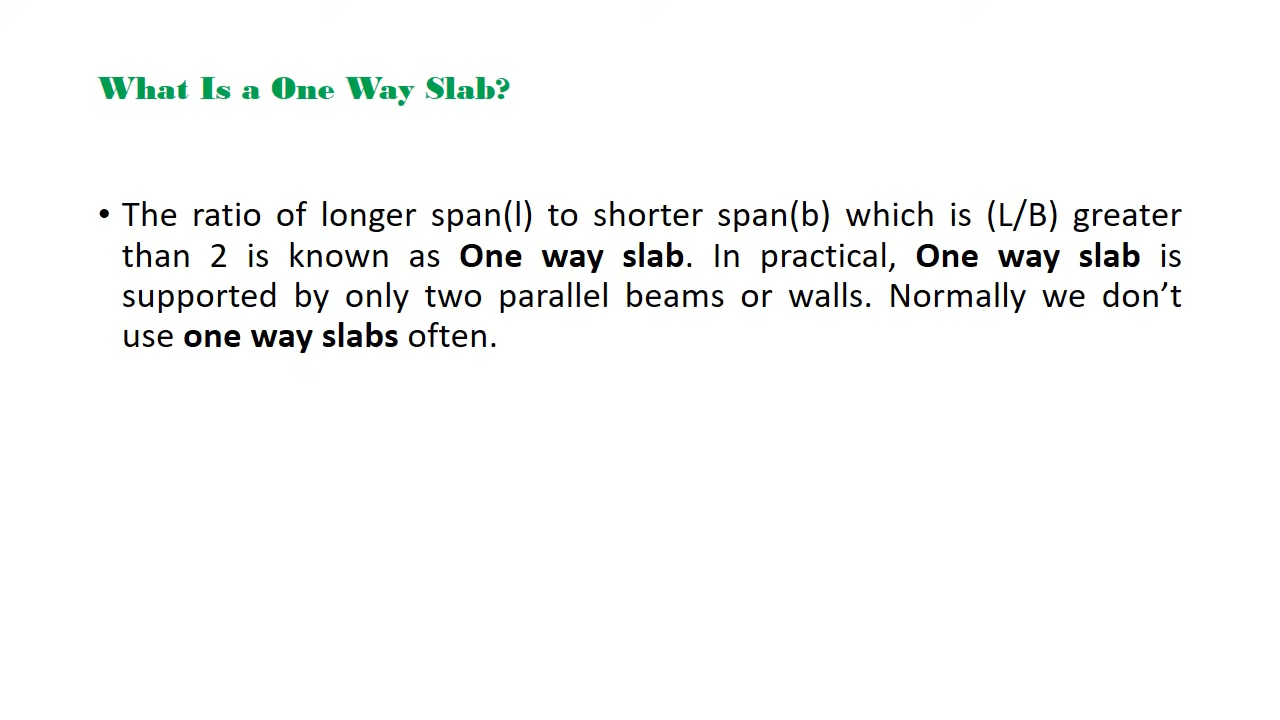 What Is a One Way Slab?
• The ratio of longer span(l) to shorter span(b) which is (L/B) greater
than 2 is known as One way slab. In practical, One way slab is
supported by only two parallel beams or walls. Normally we don’t
use one way slabs often.